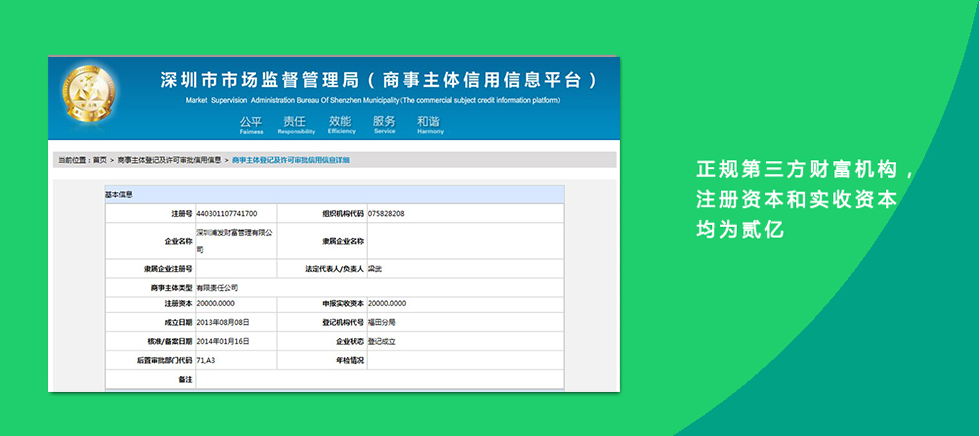 深圳市市场监督管理局（商事主体信用信息平台）
Market Supervision Administration Bureau Of Shenzhen Municipality(The commercial subject credit information platform)
公平 责任 效能 服务 和谐
Fairness Responsibility Efficiency Service Harmony
当前位置：首页 > 商事主体登记及许可审批信用信息 > 商事主体登记及许可审批信用信息详细
基本信息
注册号 440301107741700 组织机构代码 075828208
企业名称 深圳浦发财富管理有限公司 隶属企业名称
隶属企业注册号 法定代表人/负责人 梁武
商事主体类型 有限责任公司
注册资本 20000.0000 申报实收资本 20000.0000
成立日期 2013年08月08日 登记机构代号 福田分局
核准/备案日期 2014年01月16日 企业状态 登记成立
后置审批部门代码 71,A3 年检情况
备注
正规第三方财富机构，
注册资本和实收资本
均为贰亿